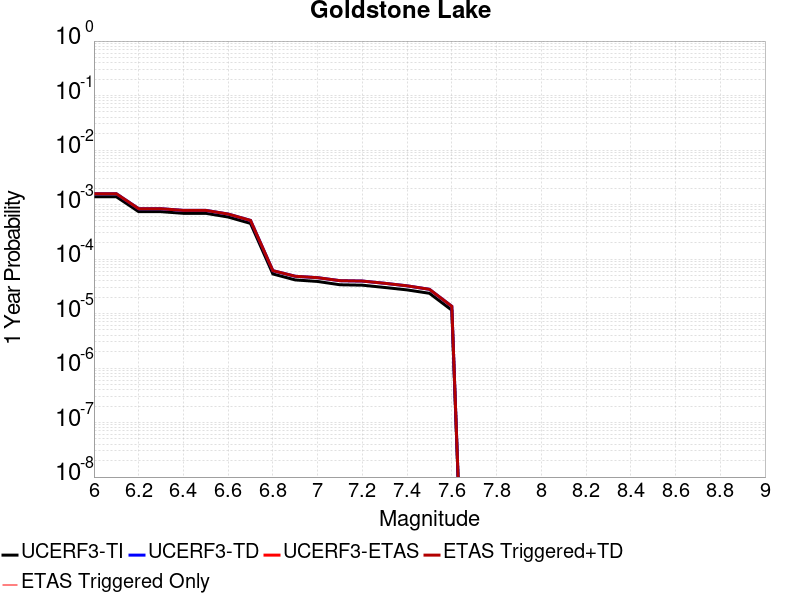 Goldstone Lake
10^0
10^-1
10^-2
10^-3
10^-4
10^-5
10^-6
10^-7
10^-8
1 Year Probability
6 6.2 6.4 6.6 6.8 7 7.2 7.4 7.6 7.8 8 8.2 8.4 8.6 8.8 9
Magnitude
UCERF3-TI UCERF3-TD UCERF3-ETAS ETAS Triggered+TD
ETAS Triggered Only